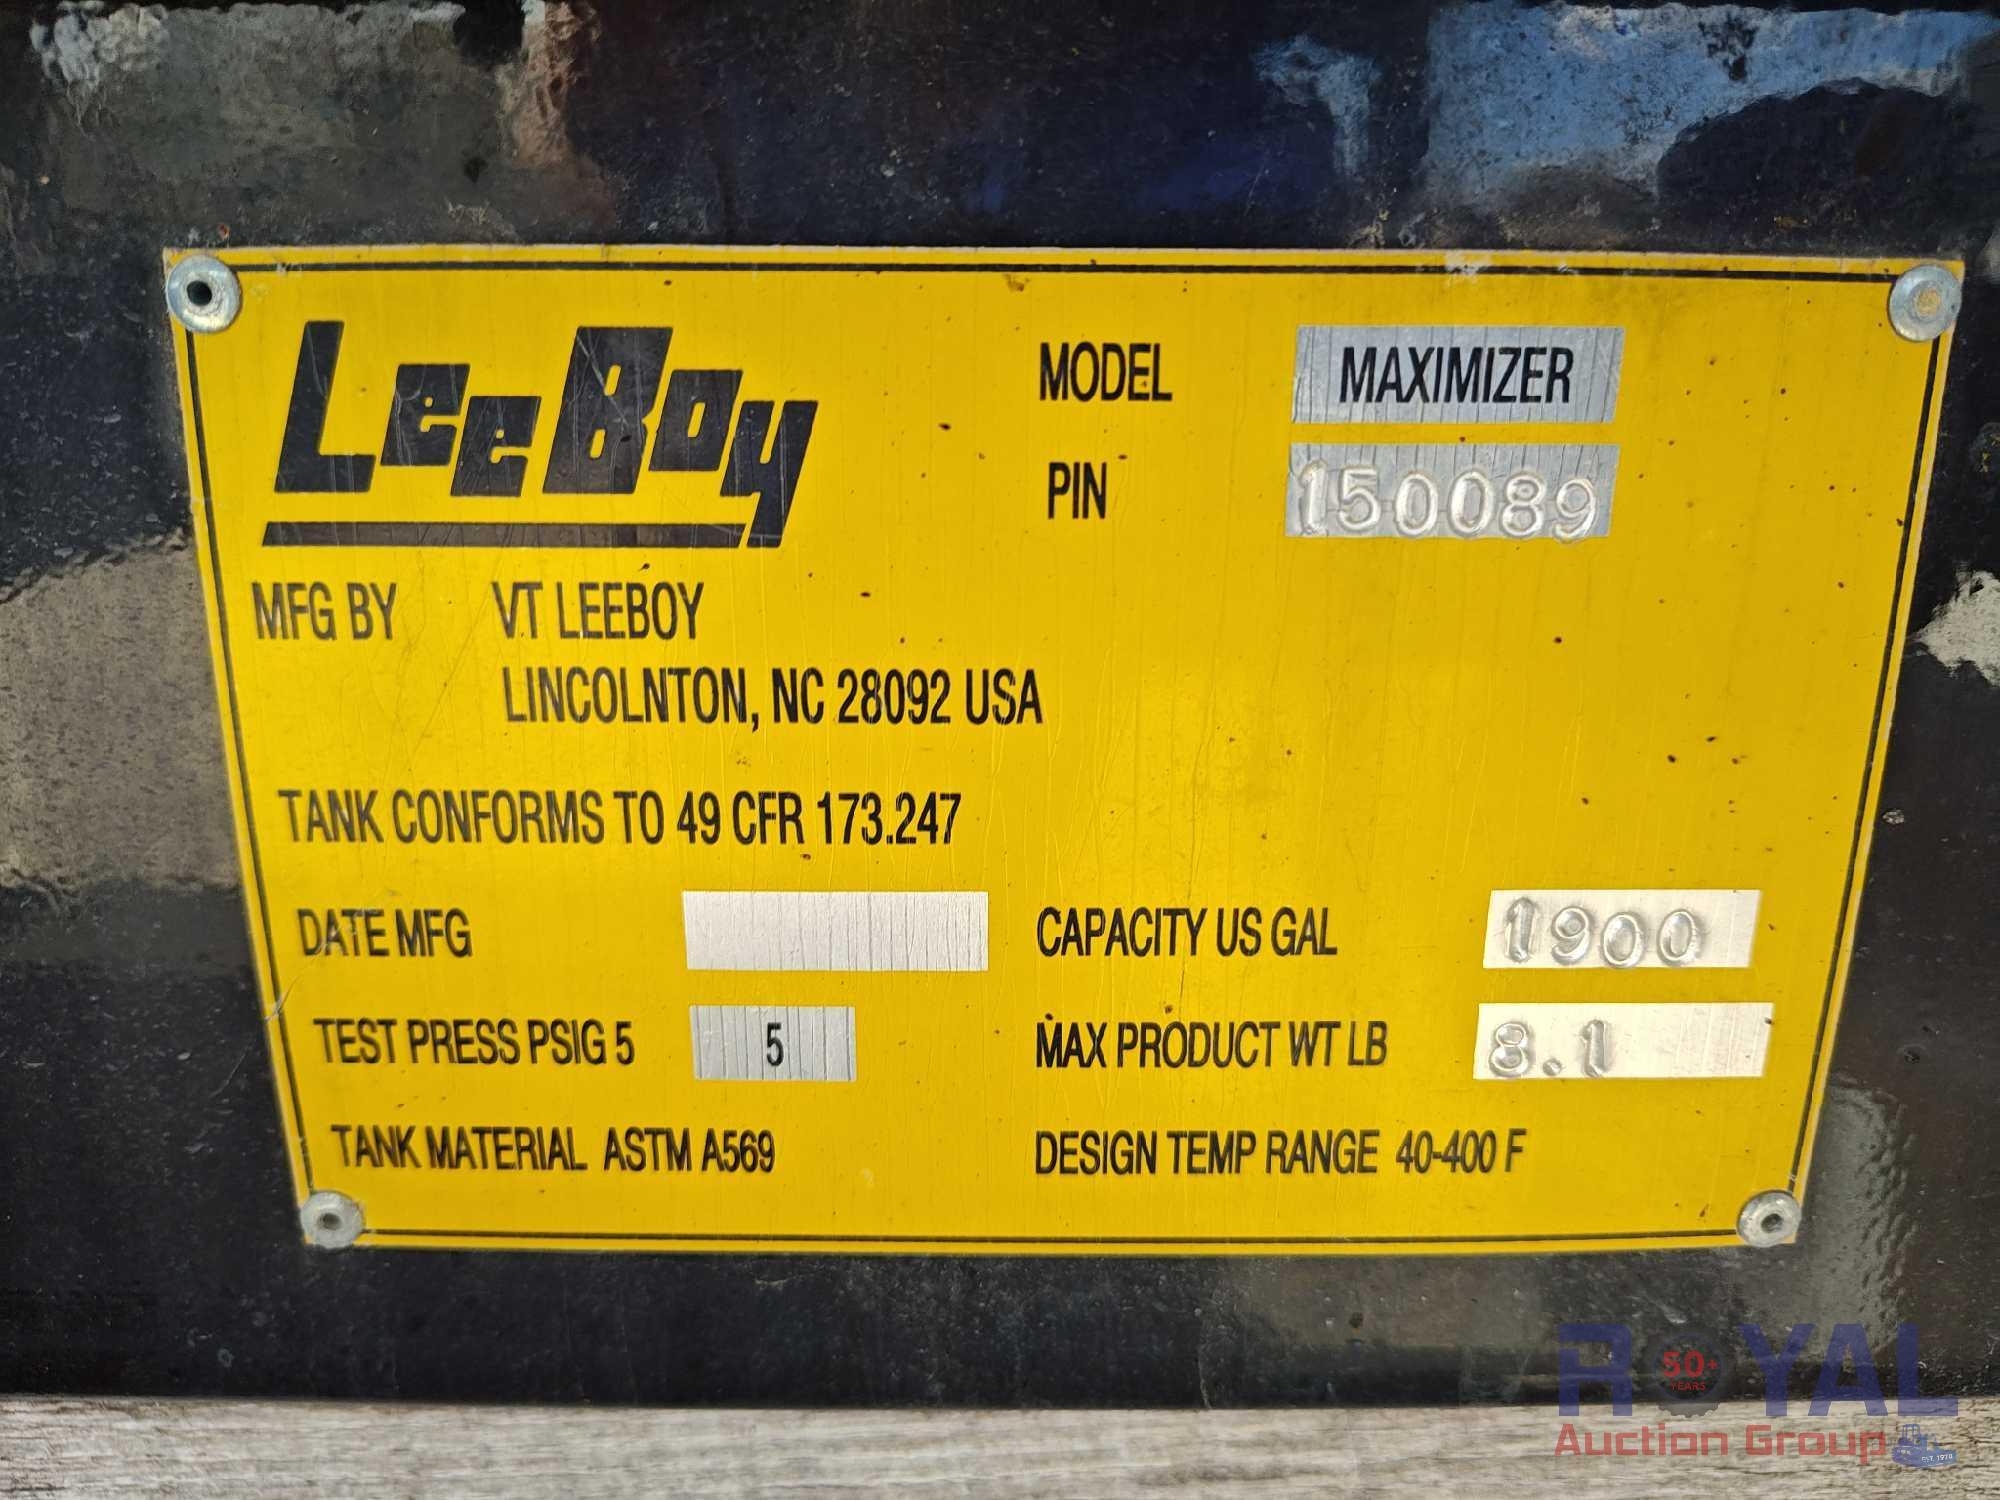 LeeBoy
MODEL MAXIMIZER
PIN 150089
MFG BY VT LEEBOY
LINCOLNTON, NC 28092 USA
TANK CONFORMS TO 49 CFR 173.247
DATE MFG
CAPACITY US GAL 1900
TEST PRESS PSIG 5 5
MAX PRODUCT WT LB 8.1
TANK MATERIAL ASTM A569
DESIGN TEMP RANGE 40-400 F
ROYAL
50+
YEARS
Auction Group
EST. 1970